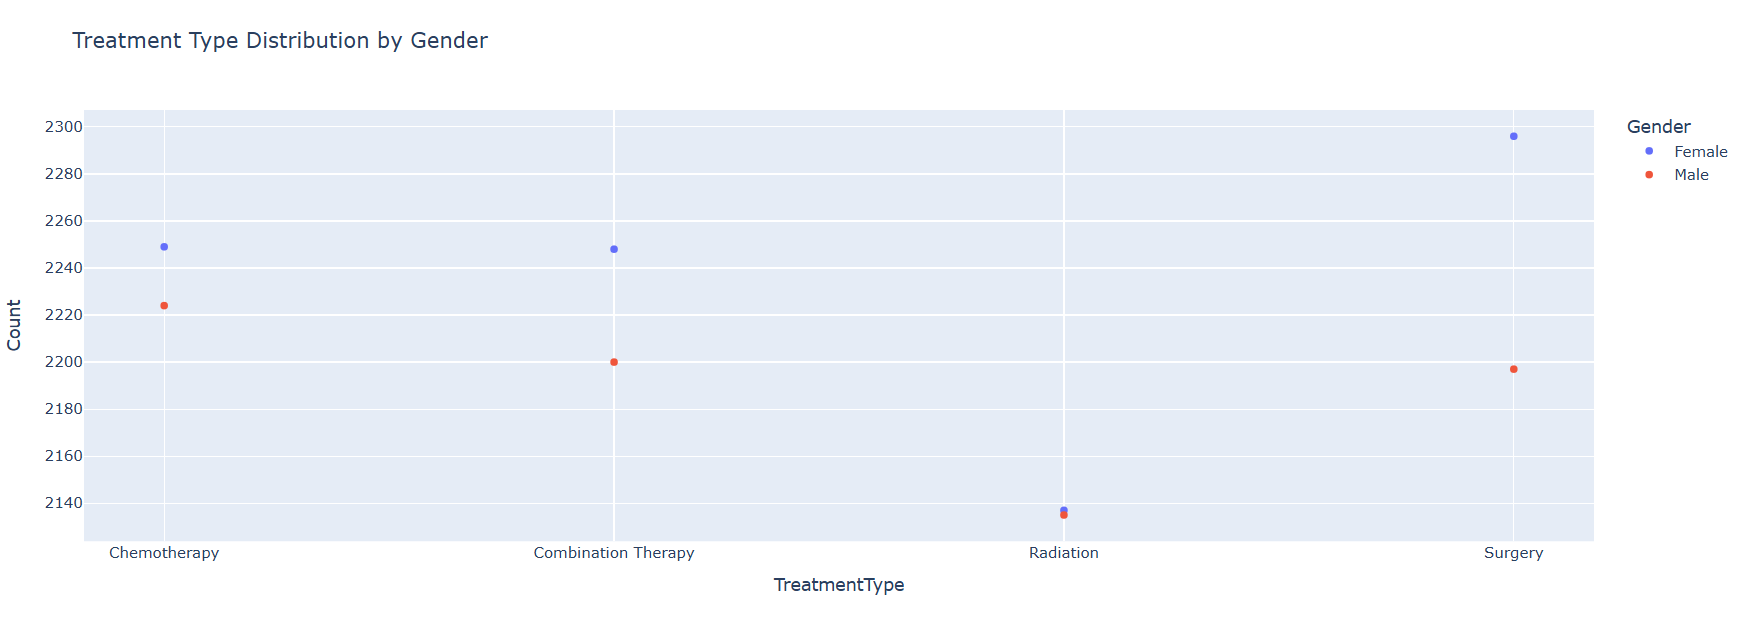 Treatment Type Distribution by Gender
2300
2280
2260
2240
2220
2200
2180
2160
2140
Count
Chemotherapy
Combination Therapy
Radiation
Surgery
TreatmentType
Gender
Female
Male